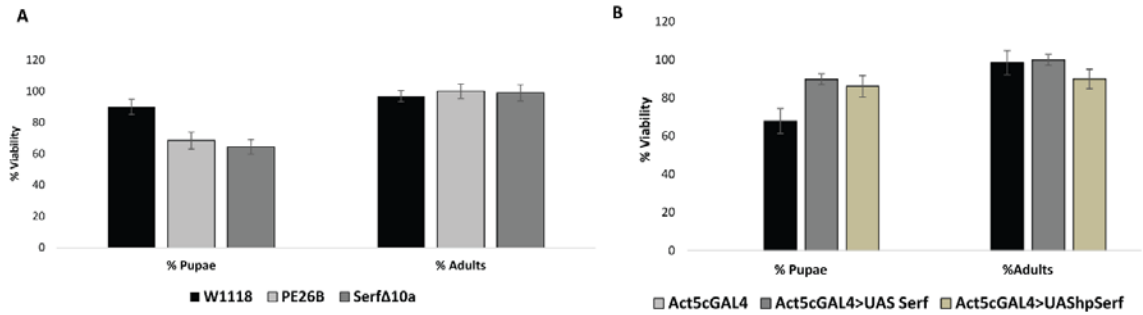 A
120
100
80
60
40
20
0
% Viability
% Pupae
% Adults
W1118 PE26B SerfΔ10a
B
120
100
80
60
40
20
0
% Viability
% Pupae
%Adults
Act5cGAL4 Act5cGAL4>UAS Serf Act5cGAL4>UAShpSerf